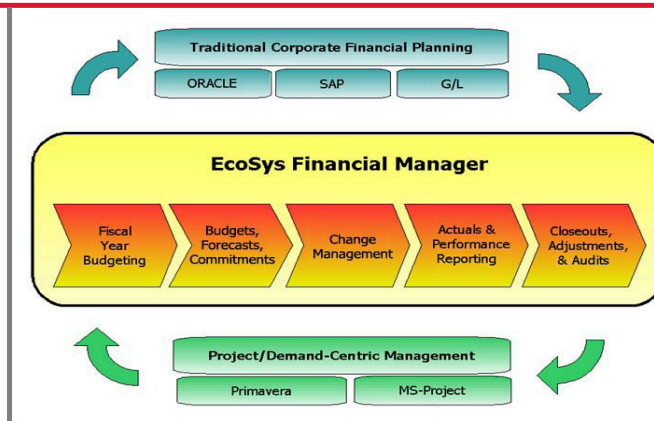 Traditional Corporate Financial Planning
ORACLE
SAP
G/L
EcoSys Financial Manager
Fiscal
Year
Budgeting
Budgets,
Forecasts,
Commitments
Change
Management
Actuals &
Performance
Reporting
Closeouts,
Adjustments,
& Audits
Project/Demand-Centric Management
Primavera
MS-Project